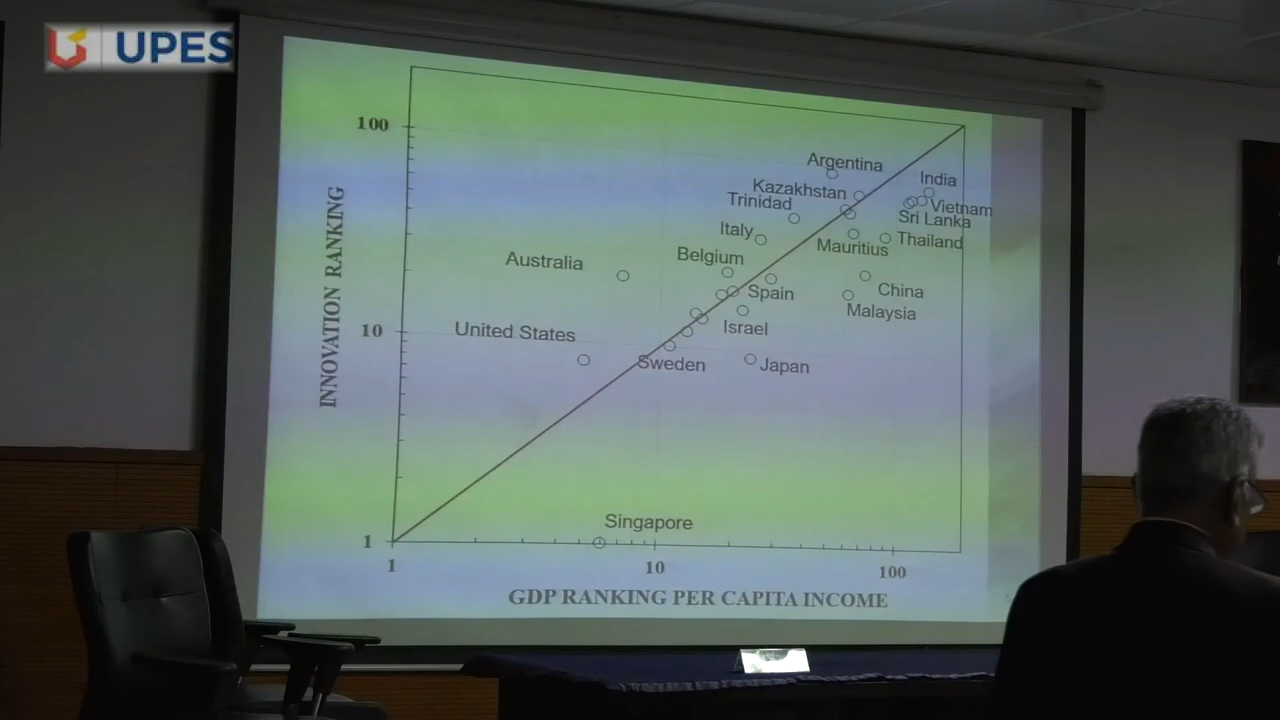 UPES
100
10
1
INNOVATION RANKING
Argentina
India
Kazakhstan
Trinidad
Vietnam
Sri Lanka
Italy
Mauritius
Thailand
Belgium
Australia
Spain
China
Malaysia
United States
Israel
Sweden
Japan
Singapore
1
10
100
GDP RANKING PER CAPITA INCOME